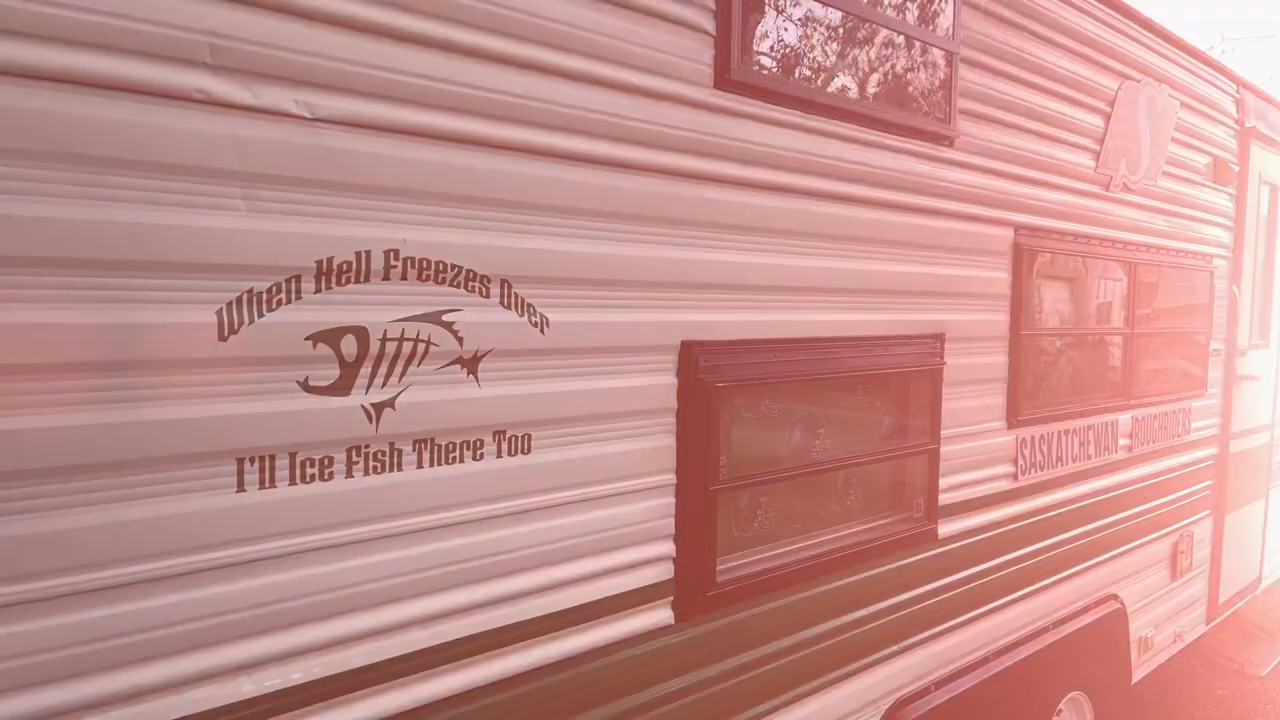 When Hell Freezes Over
I'll Ice Fish There Too
S
SASKATCHEWAN ROUGHRIDERS